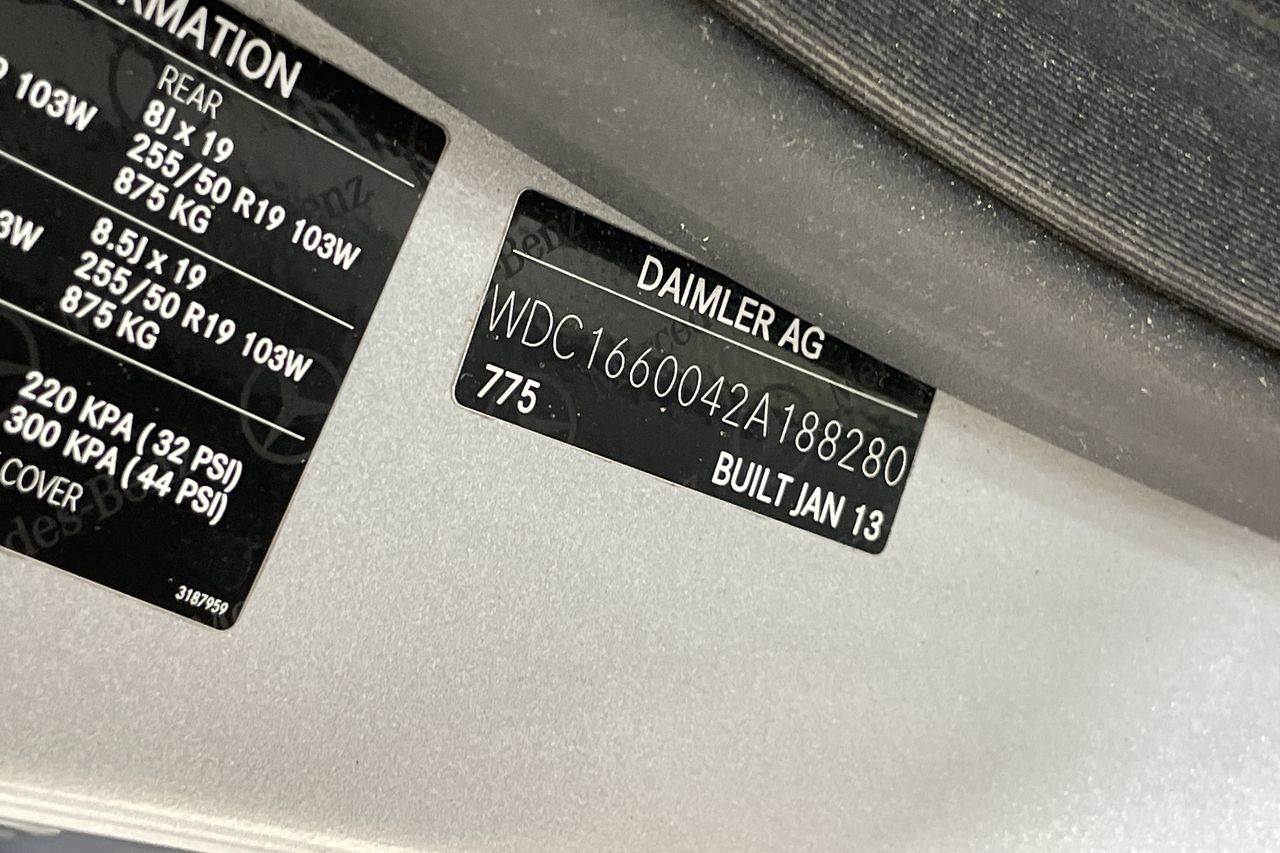 RMATION
REAR
103W
8J x 19
255/50 R19 103W
875 KG
3W
8.5J x 19
255/50 R19 103W
875 KG
220 KPA ( 32 PSI)
300 KPA ( 44 PSI)
COVER
3187959
DAIMLER AG
WDC1660042A188280
775
BUILT JAN 13